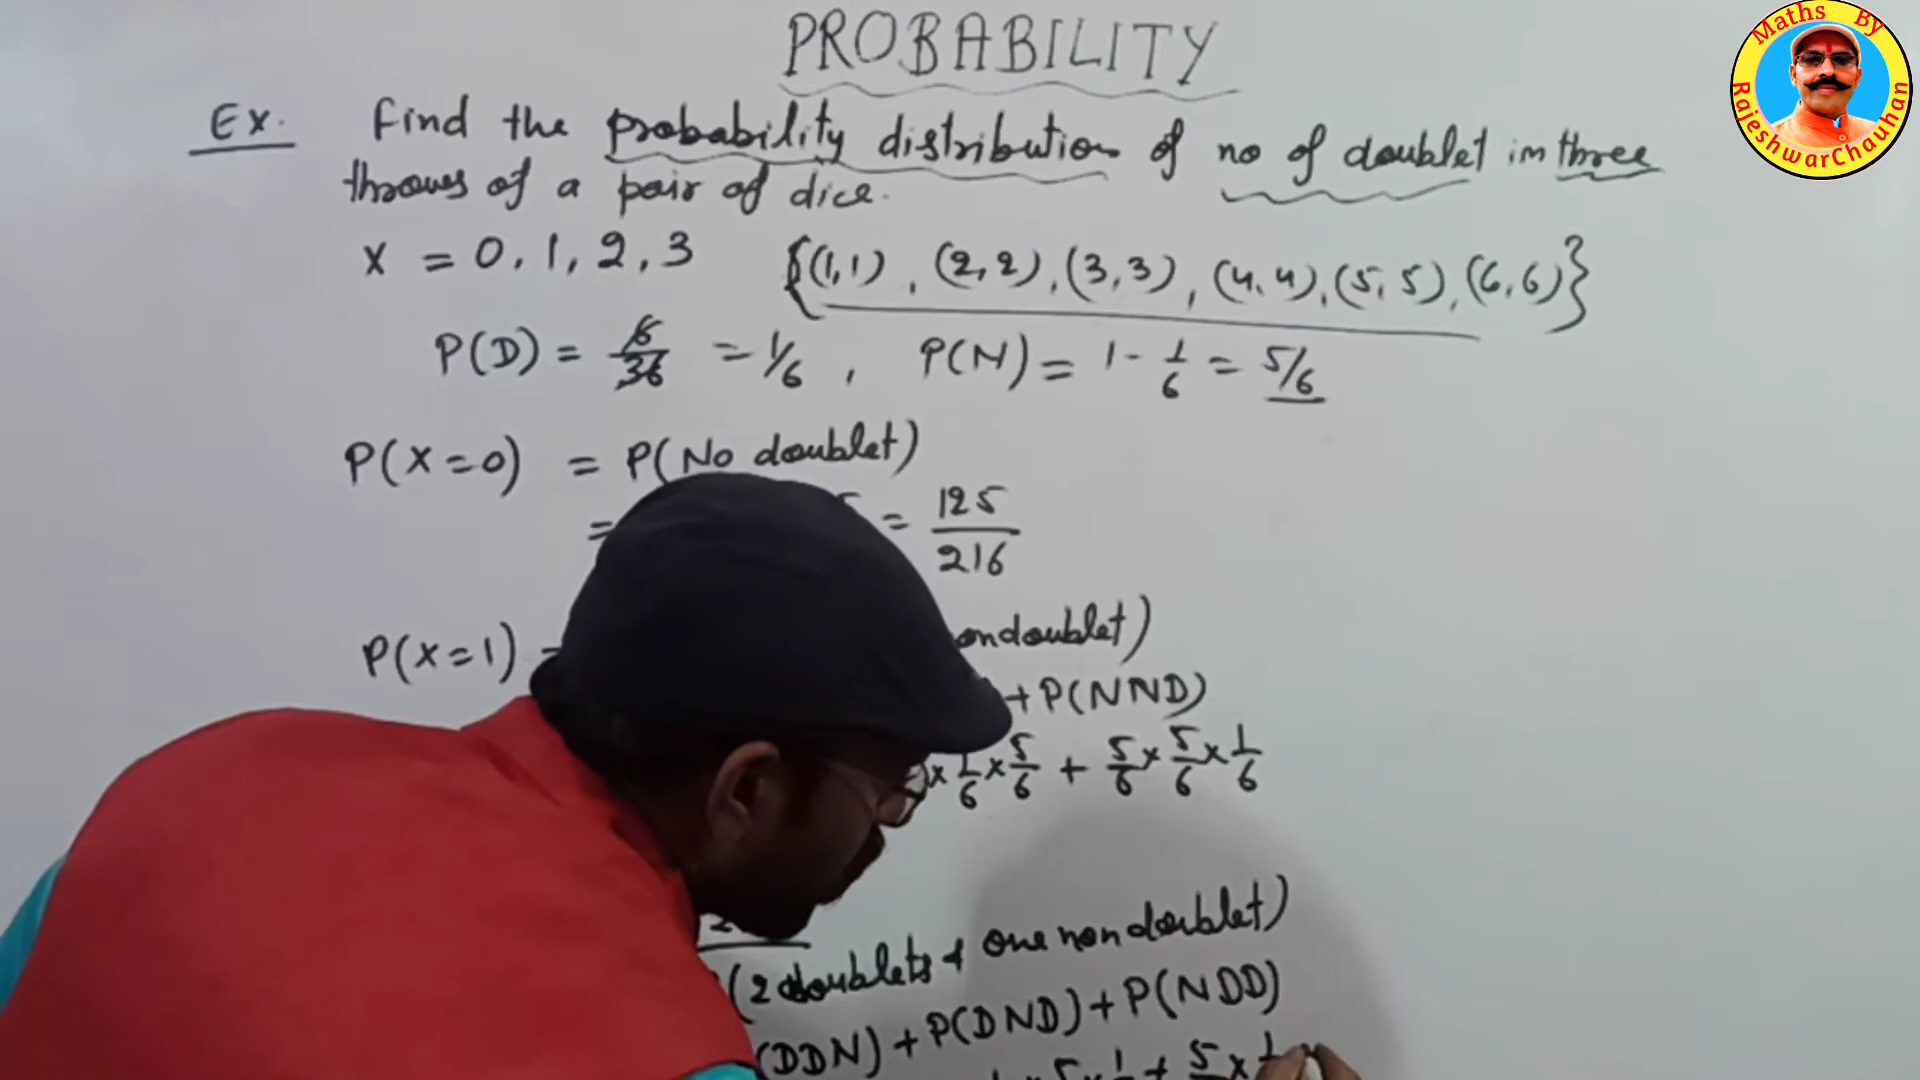 PROBABILITY
Maths By
RajeshwarChauhan
Ex. Find the probability distribution of no of doublet in three
throws of a pair of dice.
X = 0, 1, 2, 3 {(1,1), (2,2), (3,3), (4,4), (5,5), (6,6)}
P(D) = 6/36 = 1/6, P(N) = 1 - 1/6 = 5/6
P(X=0) = P(No doublet)
= = 125/216
P(X=1) = nondoublet)
+ P(NND)
× 1/6 × 5/6 + 5/6 × 5/6 × 1/6
(2 doublets & one non doublet)
(DDN) + P(DND) + P(NDD)